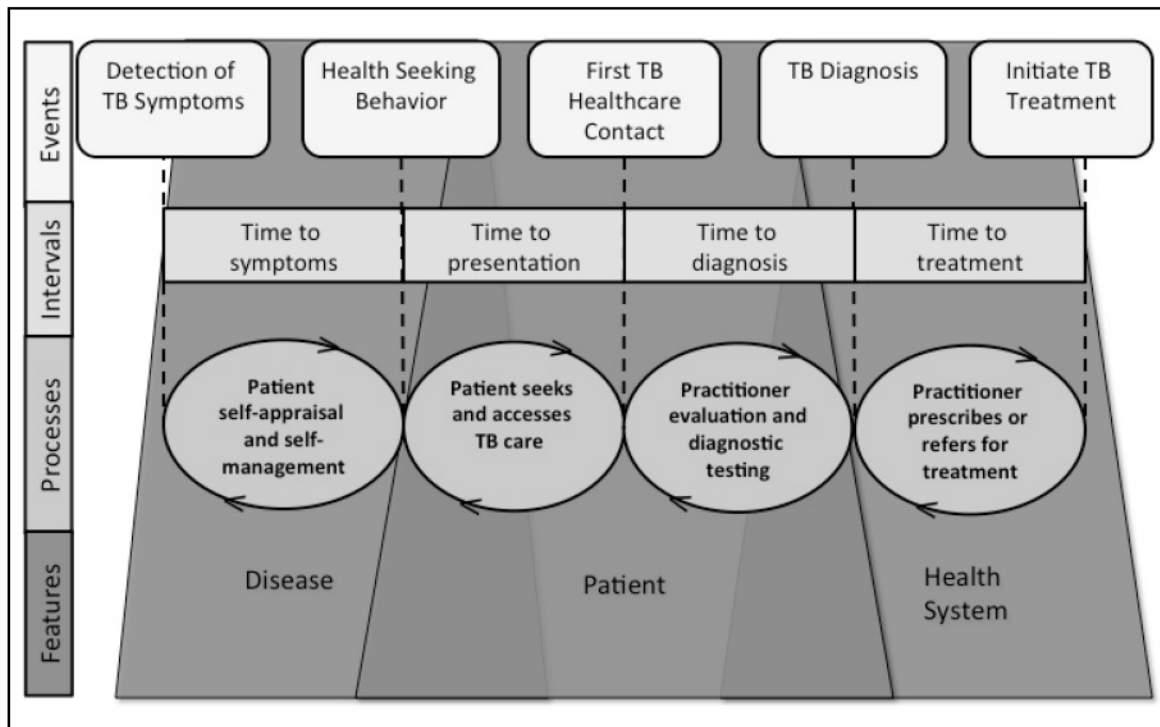 Events
Detection of
TB Symptoms
Health Seeking
Behavior
First TB
Healthcare
Contact
TB Diagnosis
Initiate TB
Treatment
Intervals
Time to
symptoms
Time to
presentation
Time to
diagnosis
Time to
treatment
Processes
Patient
self-appraisal
and self-
management
Patient seeks
and accesses
TB care
Practitioner
evaluation and
diagnostic
testing
Practitioner
prescribes or
refers for
treatment
Features
Disease
Patient
Health
System